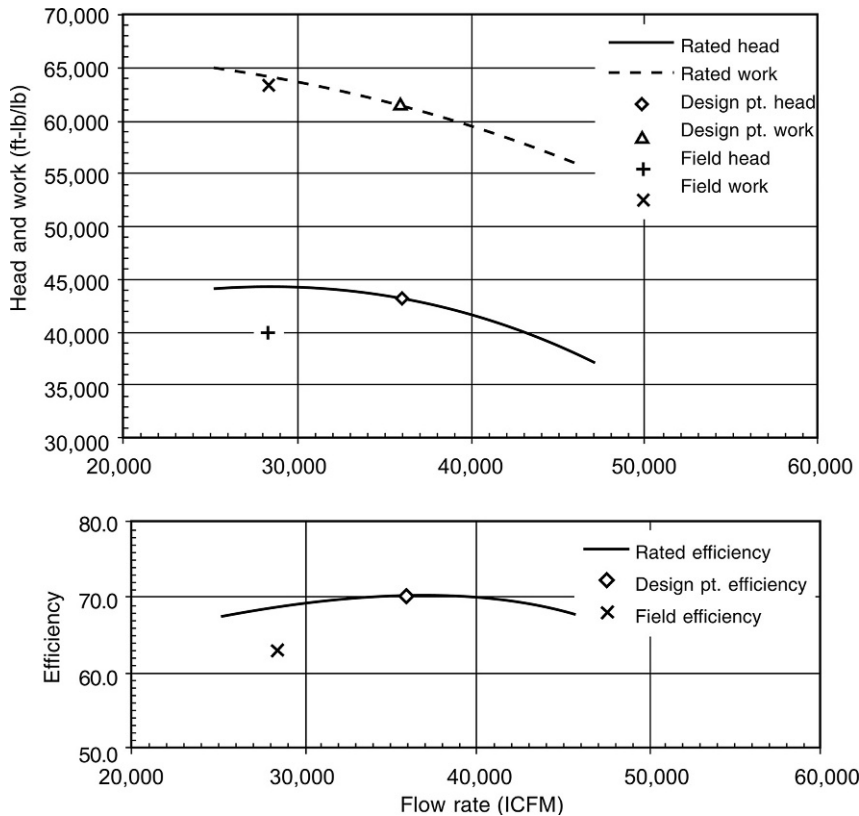 Head and work (ft-lb/lb)
70,000
65,000
60,000
55,000
50,000
45,000
40,000
35,000
30,000
20,000
30,000
40,000
50,000
60,000
Rated head
Rated work
Design pt. head
Design pt. work
Field head
Field work
Efficiency
80.0
70.0
60.0
50.0
20,000
30,000
40,000
50,000
60,000
Flow rate (ICFM)
Rated efficiency
Design pt. efficiency
Field efficiency